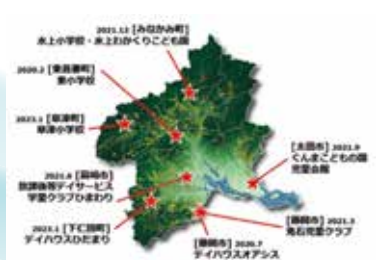 2021.12 [みなかみ町]
水上小学校・水上わかくりこども園
2020.2 [東吾妻町]
東小学校
2023.1 [草津町]
草津小学校
[太田市] 2021.9
ぐんまこどもの国
児童会館
2021.8 [高崎市]
放課後等デイサービス
学童クラブひまわり
2023.1 [下仁田町]
デイハウスひだまり
[藤岡市] 2021.3
鬼石児童クラブ
[藤岡市] 2020.7
デイハウスオアシス